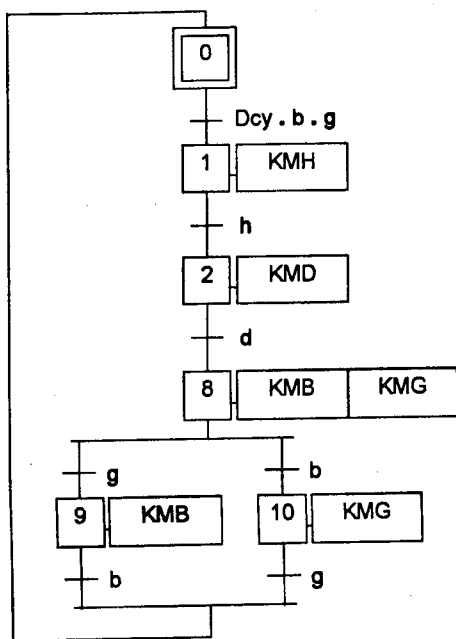 0
Dcy . b . g
1 KMH
h
2 KMD
d
8 KMB KMG
g b
9 KMB 10 KMG
b g